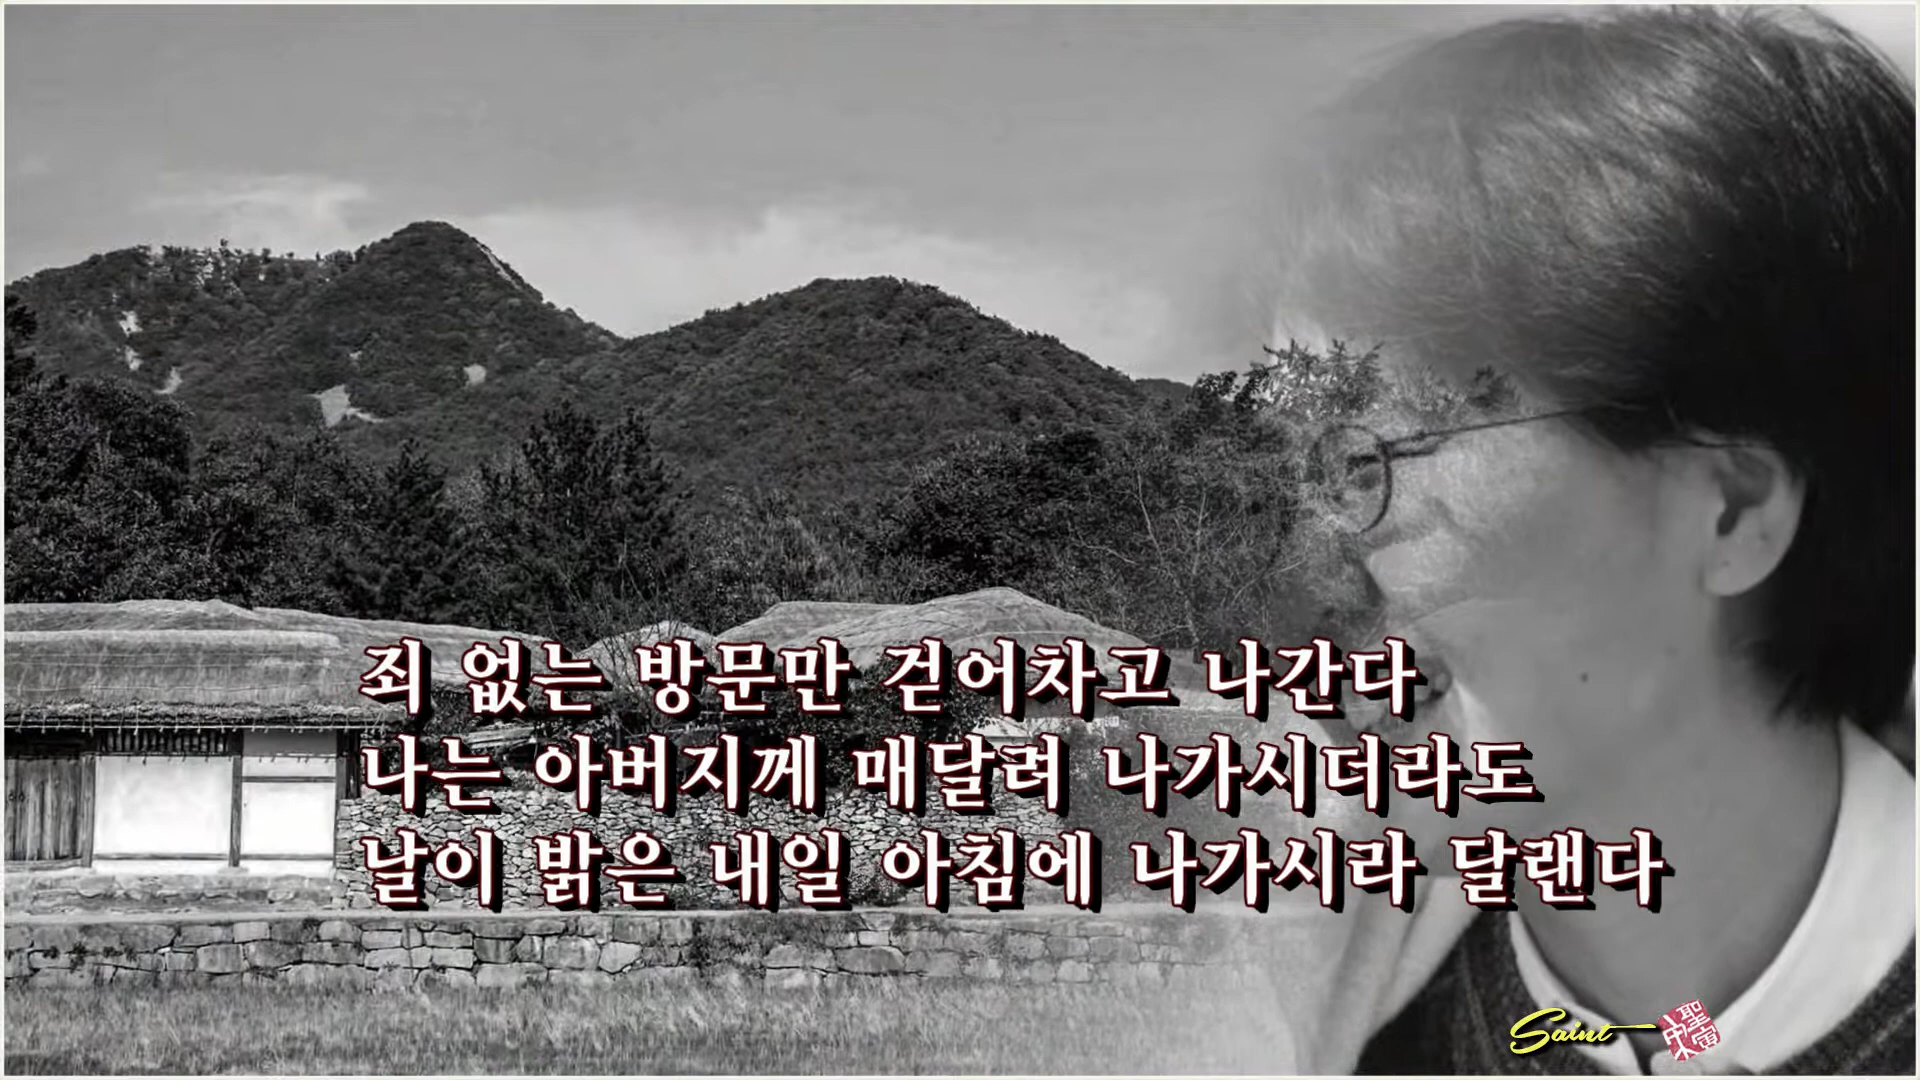 죄 없는 방문만 걷어차고 나간다
나는 아버지께 매달려 나가시더라도
날이 밝은 내일 아침에 나가시라 달랜다
Saint